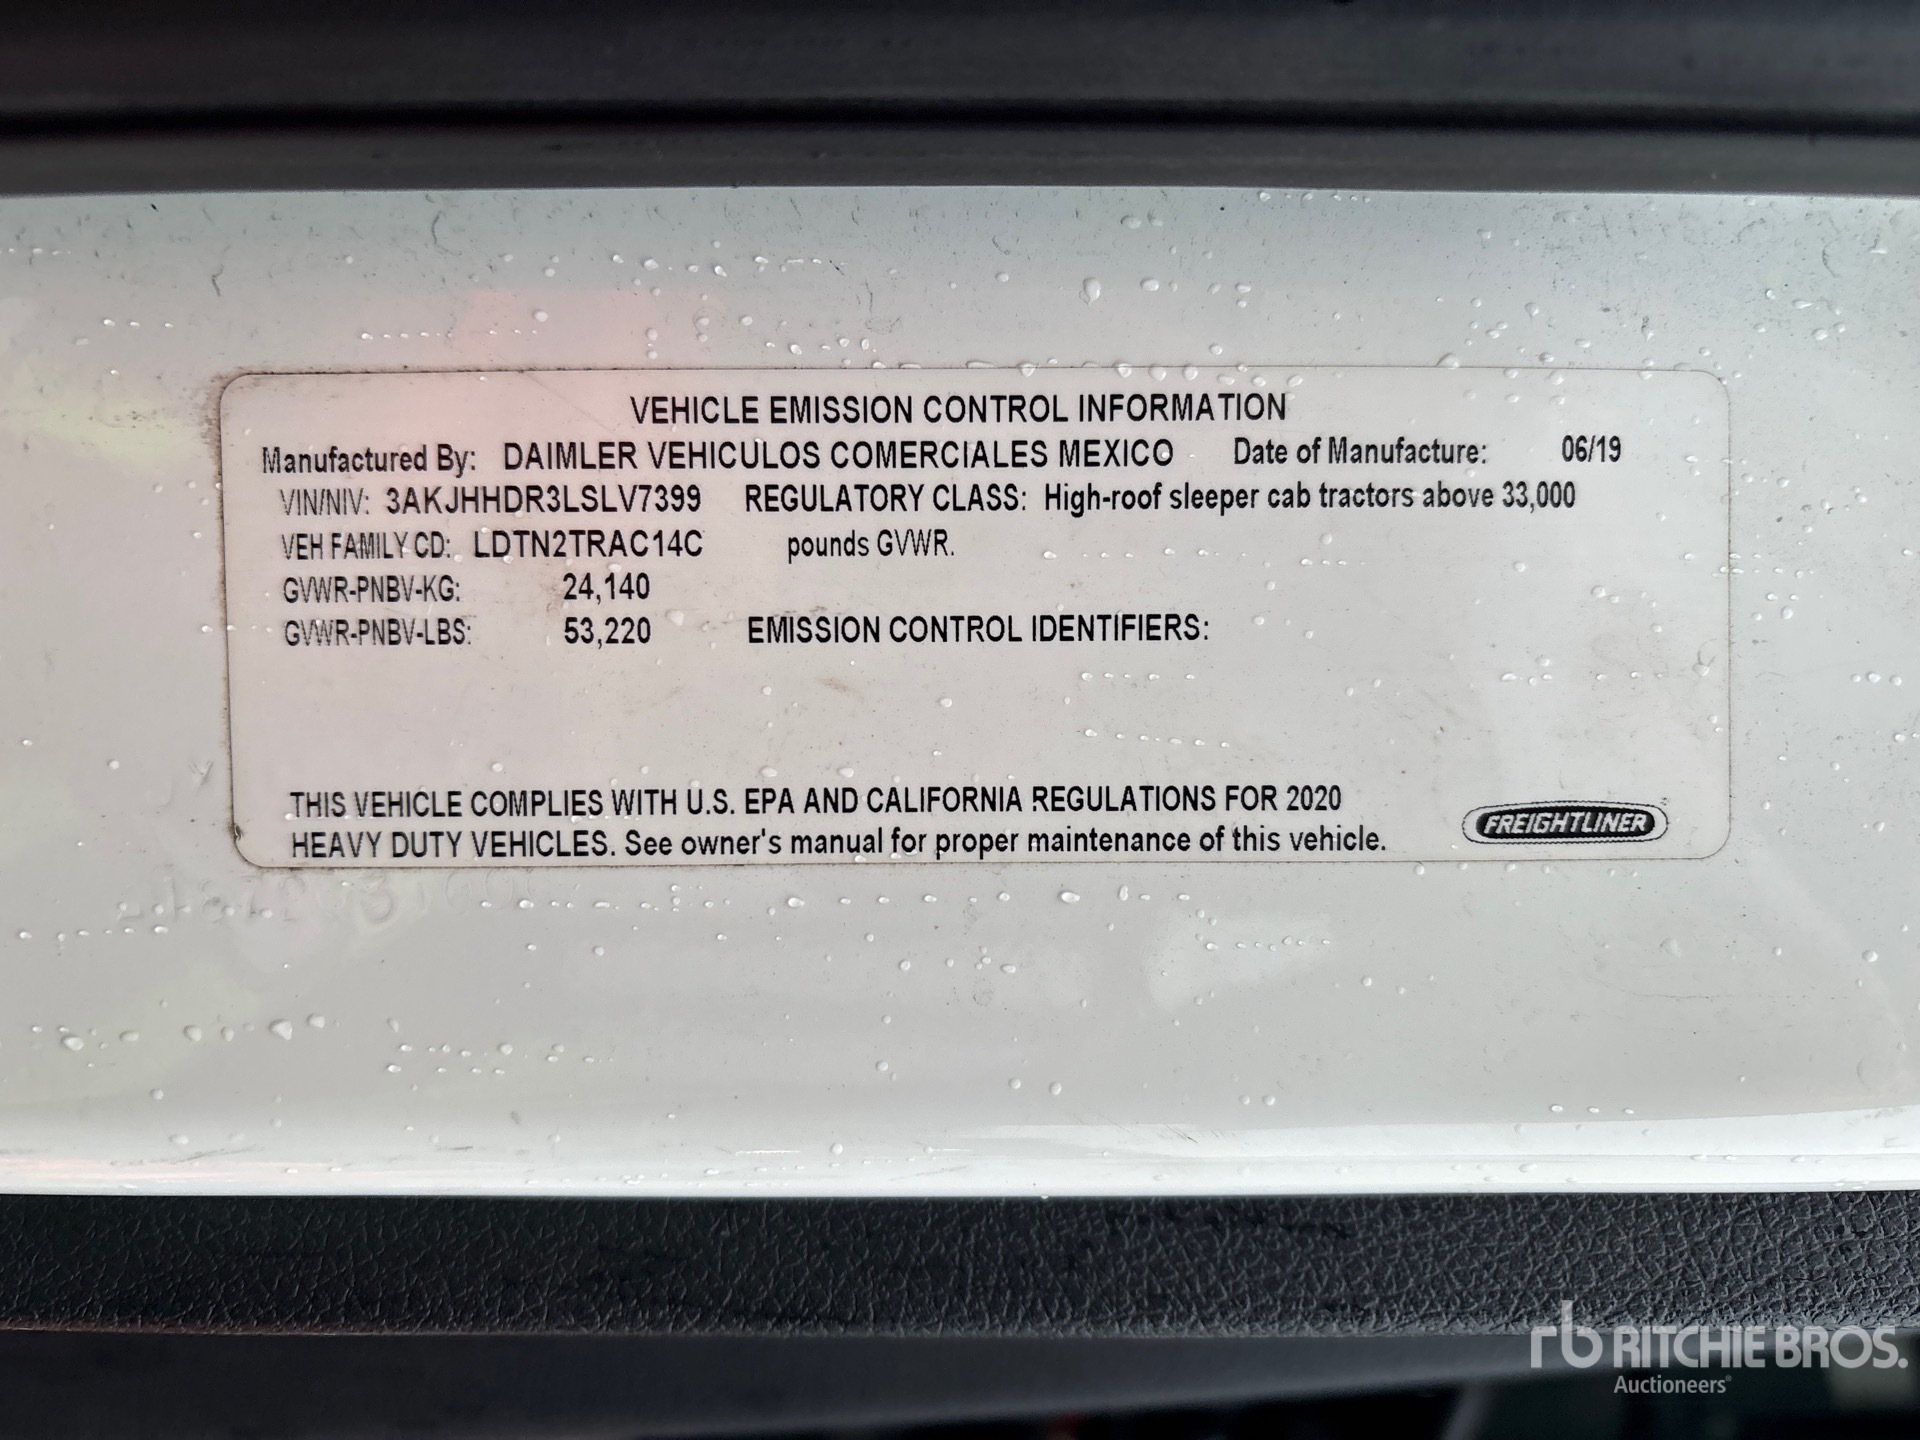 VEHICLE EMISSION CONTROL INFORMATION
Manufactured By: DAIMLER VEHICULOS COMERCIALES MEXICO Date of Manufacture: 06/19
VIN/NIV: 3AKJHHDR3LSLV7399 REGULATORY CLASS: High-roof sleeper cab tractors above 33,000
VEH FAMILY CD: LDTN2TRAC14C pounds GVWR.
GVWR-PNBV-KG: 24,140
GVWR-PNBV-LBS: 53,220 EMISSION CONTROL IDENTIFIERS:
THIS VEHICLE COMPLIES WITH U.S. EPA AND CALIFORNIA REGULATIONS FOR 2020
HEAVY DUTY VEHICLES. See owner's manual for proper maintenance of this vehicle.
FREIGHTLINER
rb RITCHIE BROS.
Auctioneers®